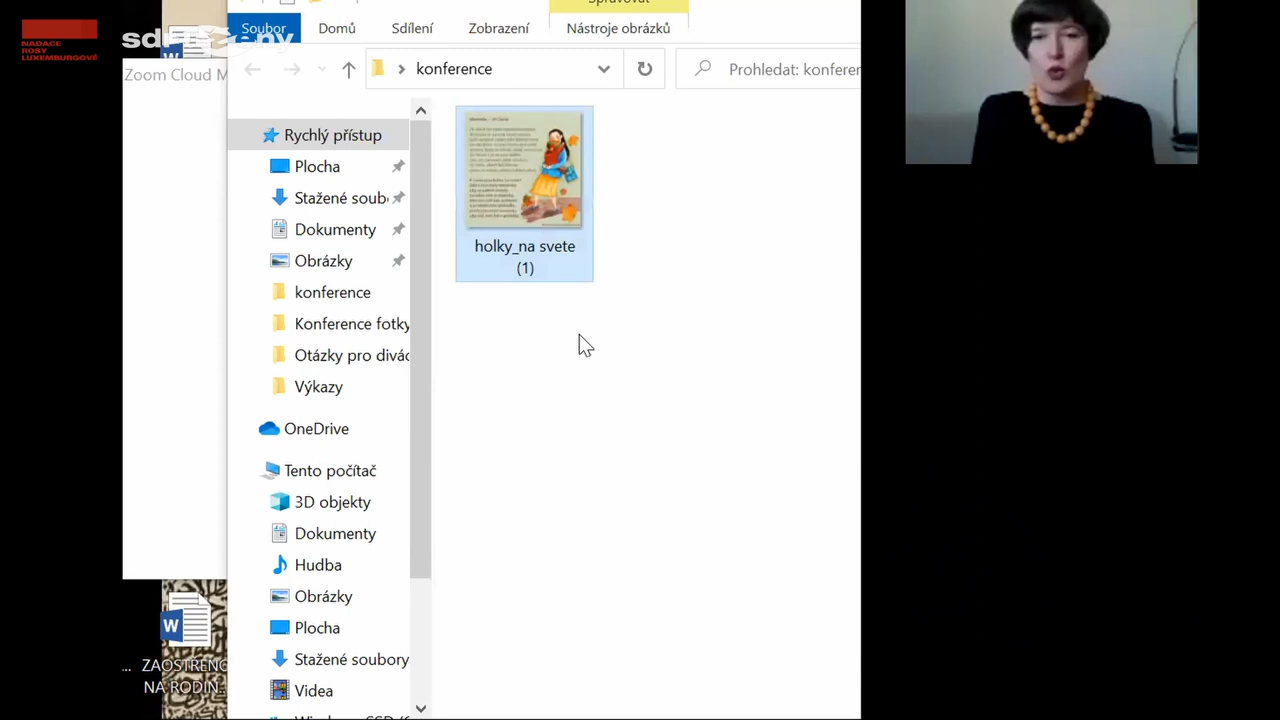 NADACE
ROSY
LUXEMBURGOVÉ
Zoom Cloud M
Spravovat
Soubor
Domů
Sdílení
Zobrazení
Nástroje obrázků
konference
Prohledat: konferen
Rychlý přístup
Plocha
Stažené soub
Dokumenty
Obrázky
konference
Konference fotky
Otázky pro divác
Výkazy
OneDrive
Tento počítač
3D objekty
Dokumenty
Hudba
Obrázky
Plocha
Stažené soubory
Videa
holky_na svete
(1)
... ZAOSTŘENO
NA RODIN...
W
W